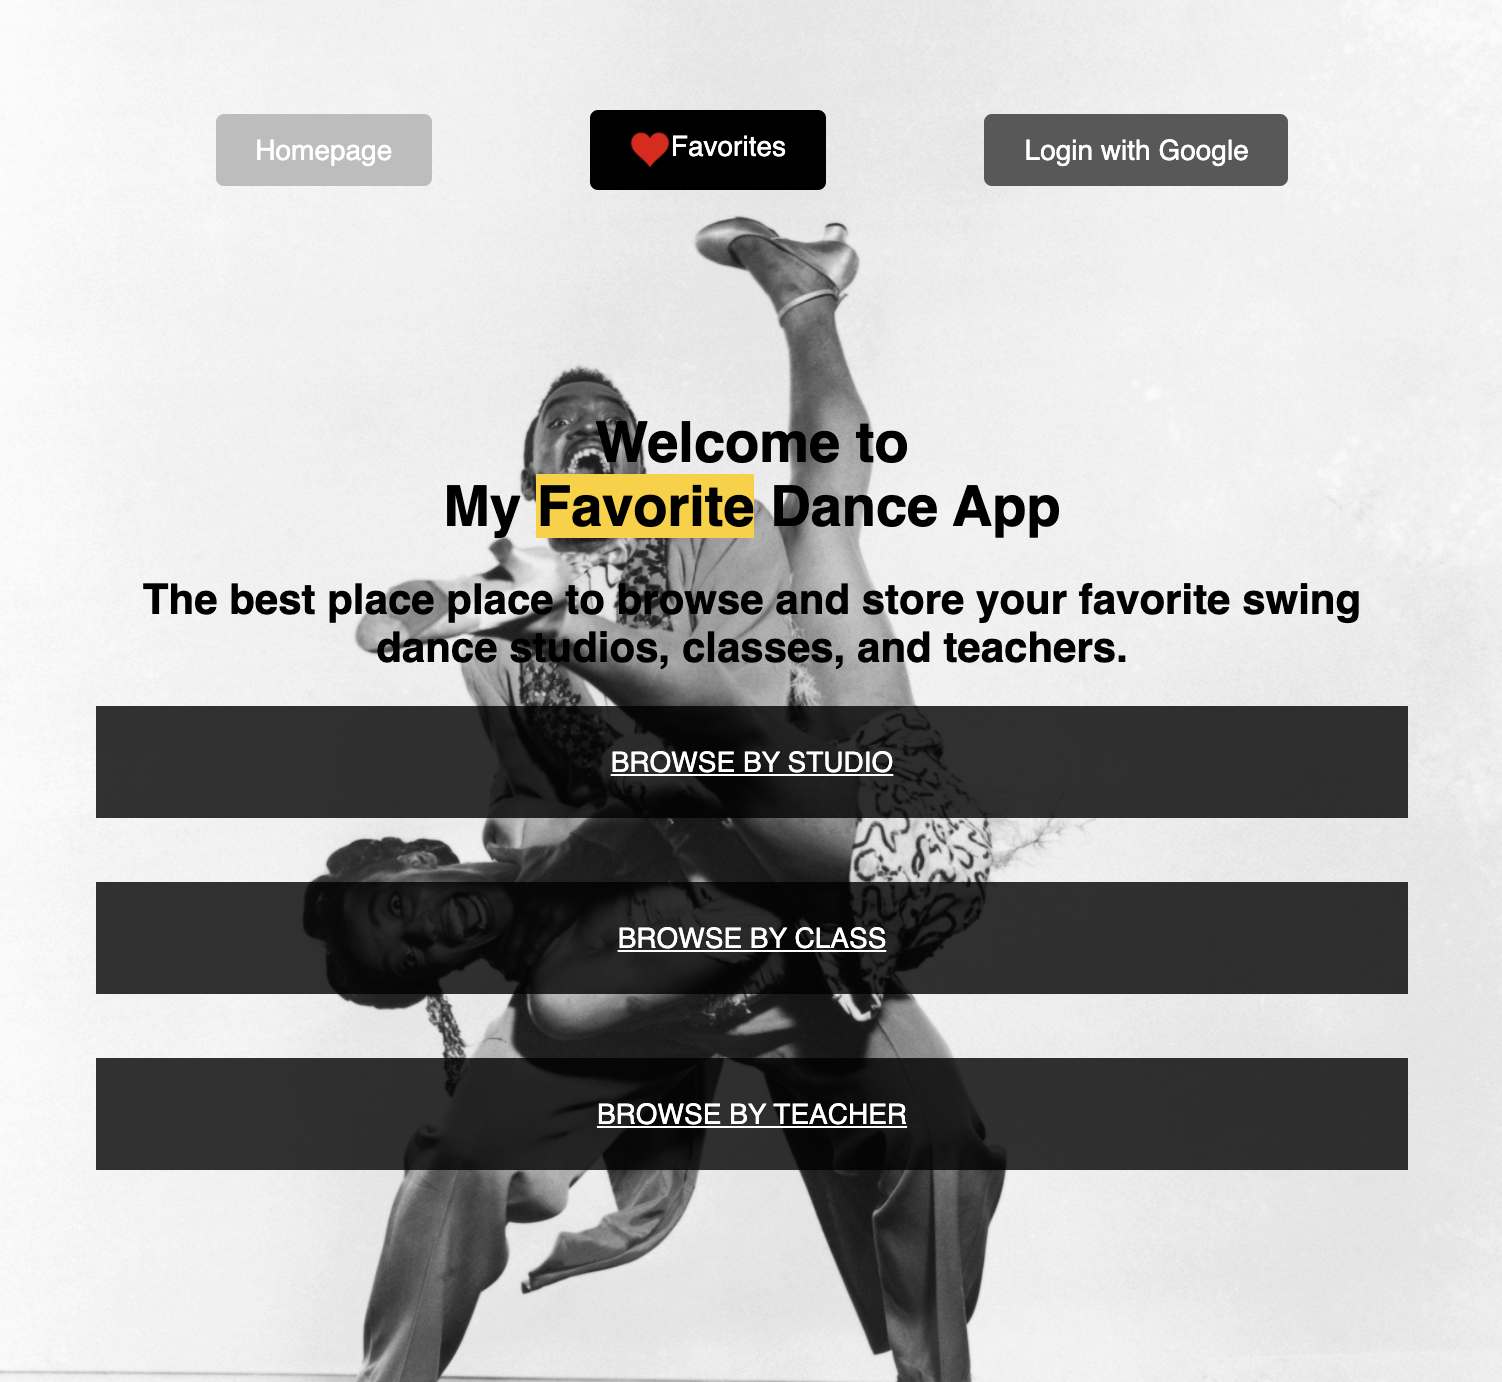 Homepage
❤Favorites
Login with Google
Welcome to
My Favorite Dance App
The best place place to browse and store your favorite swing
dance studios, classes, and teachers.
BROWSE BY STUDIO
BROWSE BY CLASS
BROWSE BY TEACHER